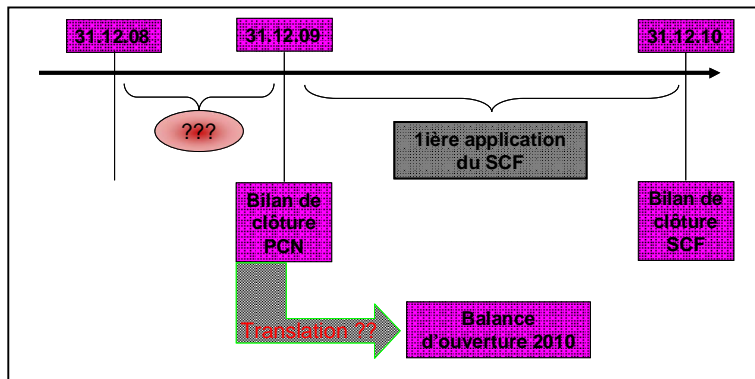 31.12.08
31.12.09
31.12.10
???
1ière application
du SCF
Bilan de
clôture
PCN
Bilan de
clôture
SCF
Translation ??
Balance
d'ouverture 2010